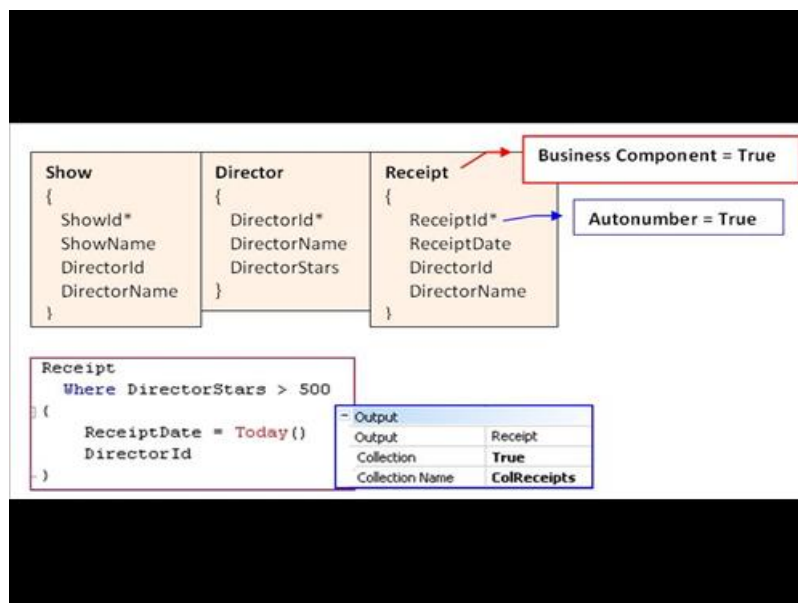 Show
{
ShowId*
ShowName
DirectorId
DirectorName
}
Director
{
DirectorId*
DirectorName
DirectorStars
}
Receipt
{
ReceiptId*
ReceiptDate
DirectorId
DirectorName
}
Business Component = True
Autonumber = True
Receipt
Where DirectorStars > 500
{
ReceiptDate = Today()
DirectorId
}
Output
Output Receipt
Collection True
Collection Name ColReceipts